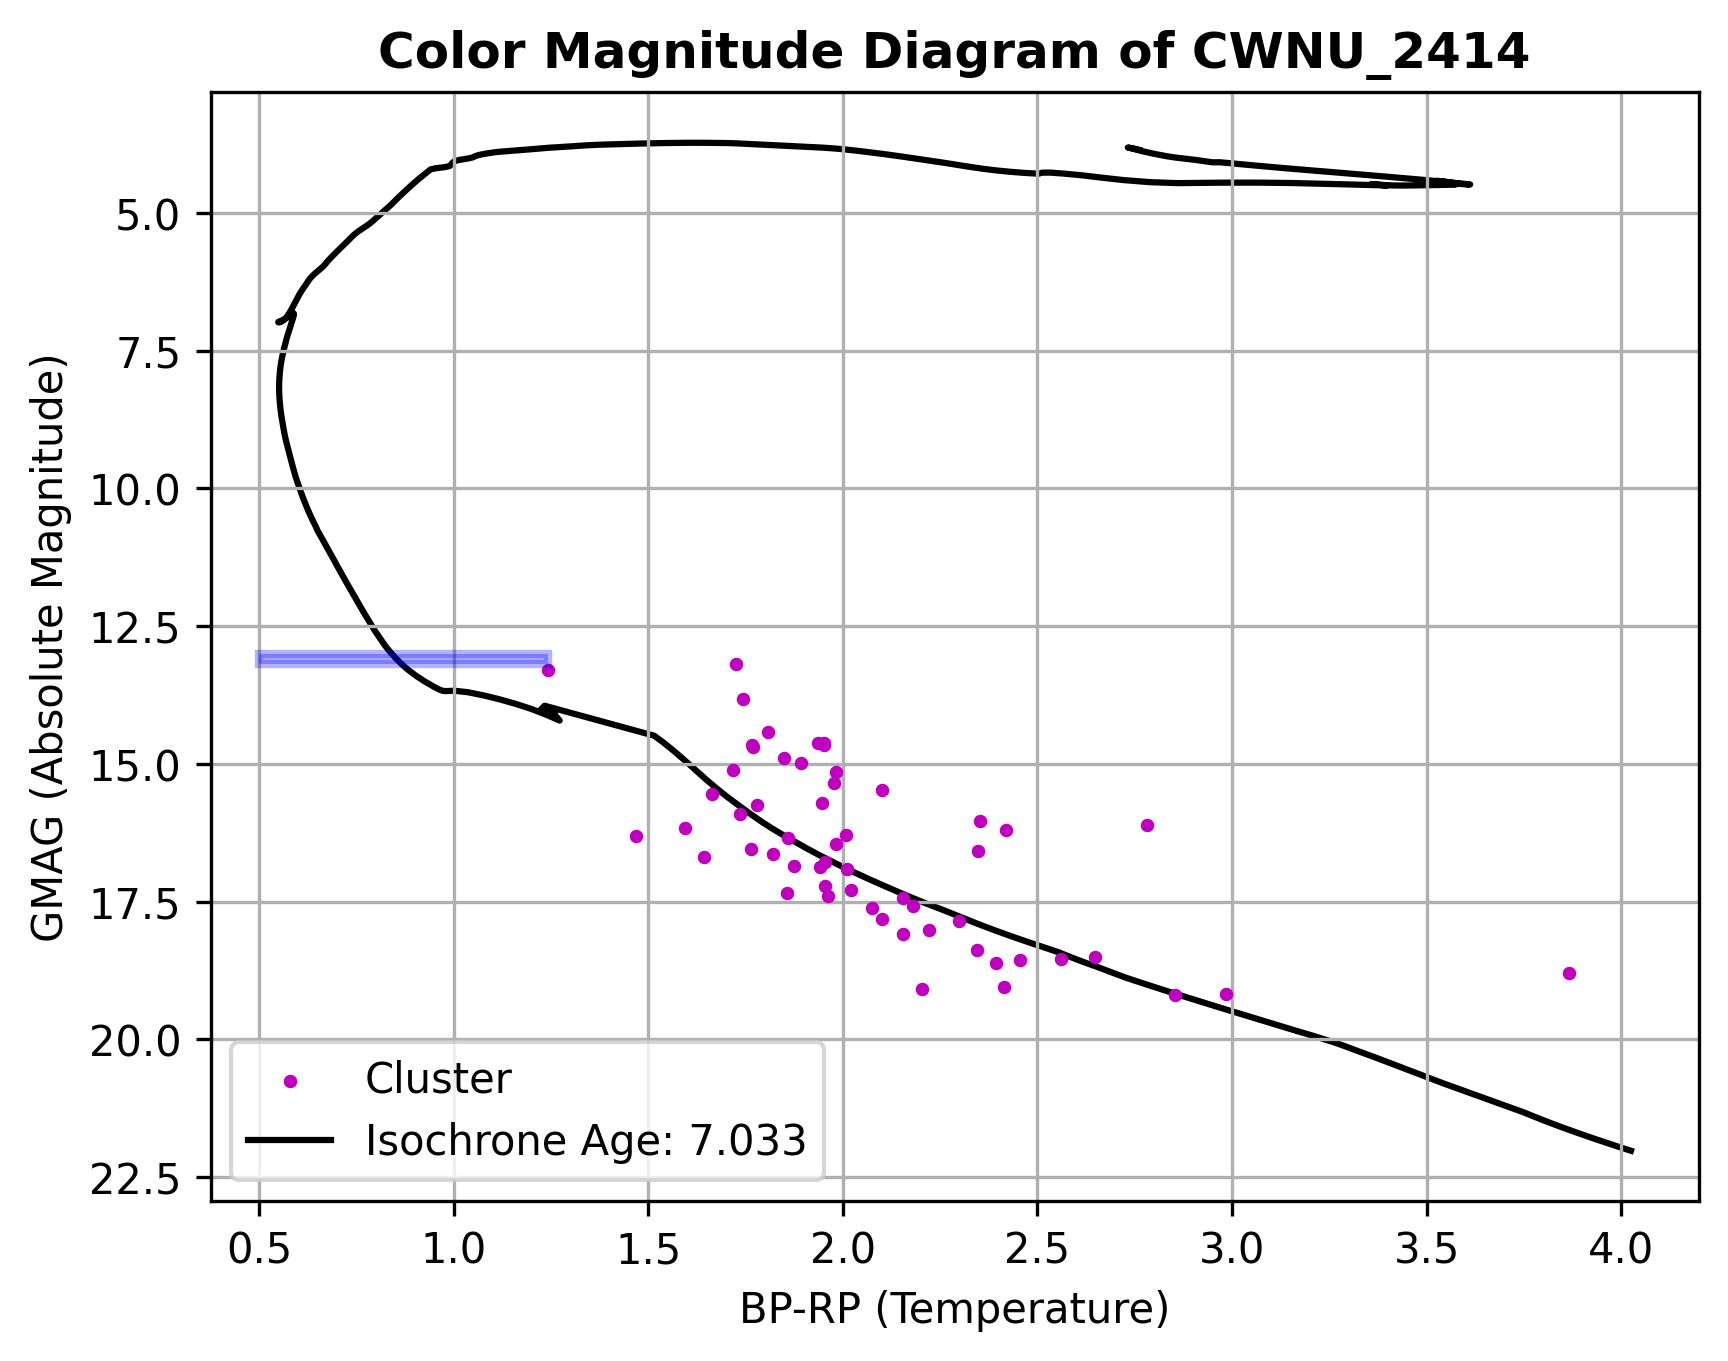 Color Magnitude Diagram of CWNU_2414
GMAG (Absolute Magnitude)
5.0
7.5
10.0
12.5
15.0
17.5
20.0
22.5
Cluster
Isochrone Age: 7.033
0.5 1.0 1.5 2.0 2.5 3.0 3.5 4.0
BP-RP (Temperature)